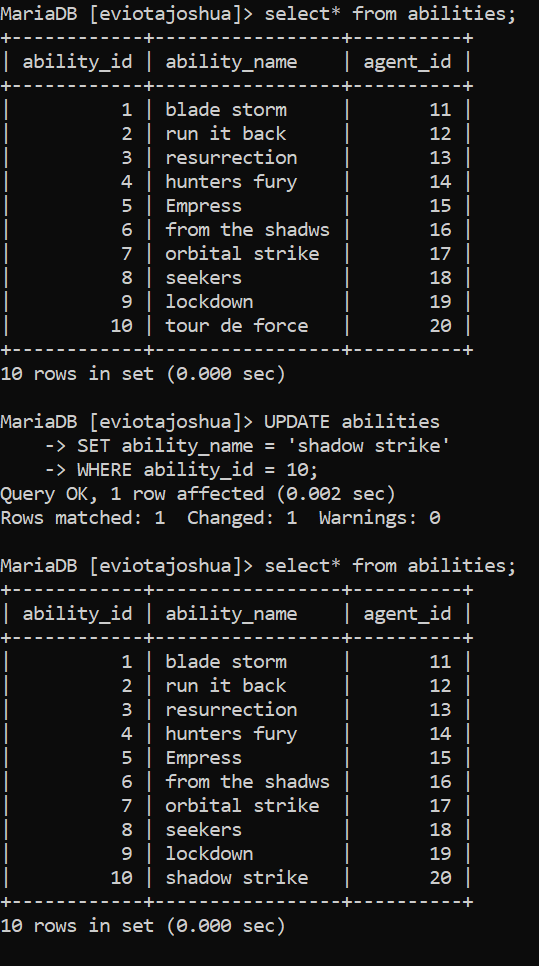 MariaDB [eviotajoshua]> select* from abilities;
+------------+-----------------+----------+
| ability_id | ability_name    | agent_id |
+------------+-----------------+----------+
|          1 | blade storm     |       11 |
|          2 | run it back     |       12 |
|          3 | resurrection    |       13 |
|          4 | hunters fury    |       14 |
|          5 | Empress         |       15 |
|          6 | from the shadws |       16 |
|          7 | orbital strike  |       17 |
|          8 | seekers         |       18 |
|          9 | lockdown        |       19 |
|         10 | tour de force   |       20 |
+------------+-----------------+----------+
10 rows in set (0.000 sec)

MariaDB [eviotajoshua]> UPDATE abilities
    -> SET ability_name = 'shadow strike'
    -> WHERE ability_id = 10;
Query OK, 1 row affected (0.002 sec)
Rows matched: 1  Changed: 1  Warnings: 0

MariaDB [eviotajoshua]> select* from abilities;
+------------+-----------------+----------+
| ability_id | ability_name    | agent_id |
+------------+-----------------+----------+
|          1 | blade storm     |       11 |
|          2 | run it back     |       12 |
|          3 | resurrection    |       13 |
|          4 | hunters fury    |       14 |
|          5 | Empress         |       15 |
|          6 | from the shadws |       16 |
|          7 | orbital strike  |       17 |
|          8 | seekers         |       18 |
|          9 | lockdown        |       19 |
|         10 | shadow strike   |       20 |
+------------+-----------------+----------+
10 rows in set (0.000 sec)